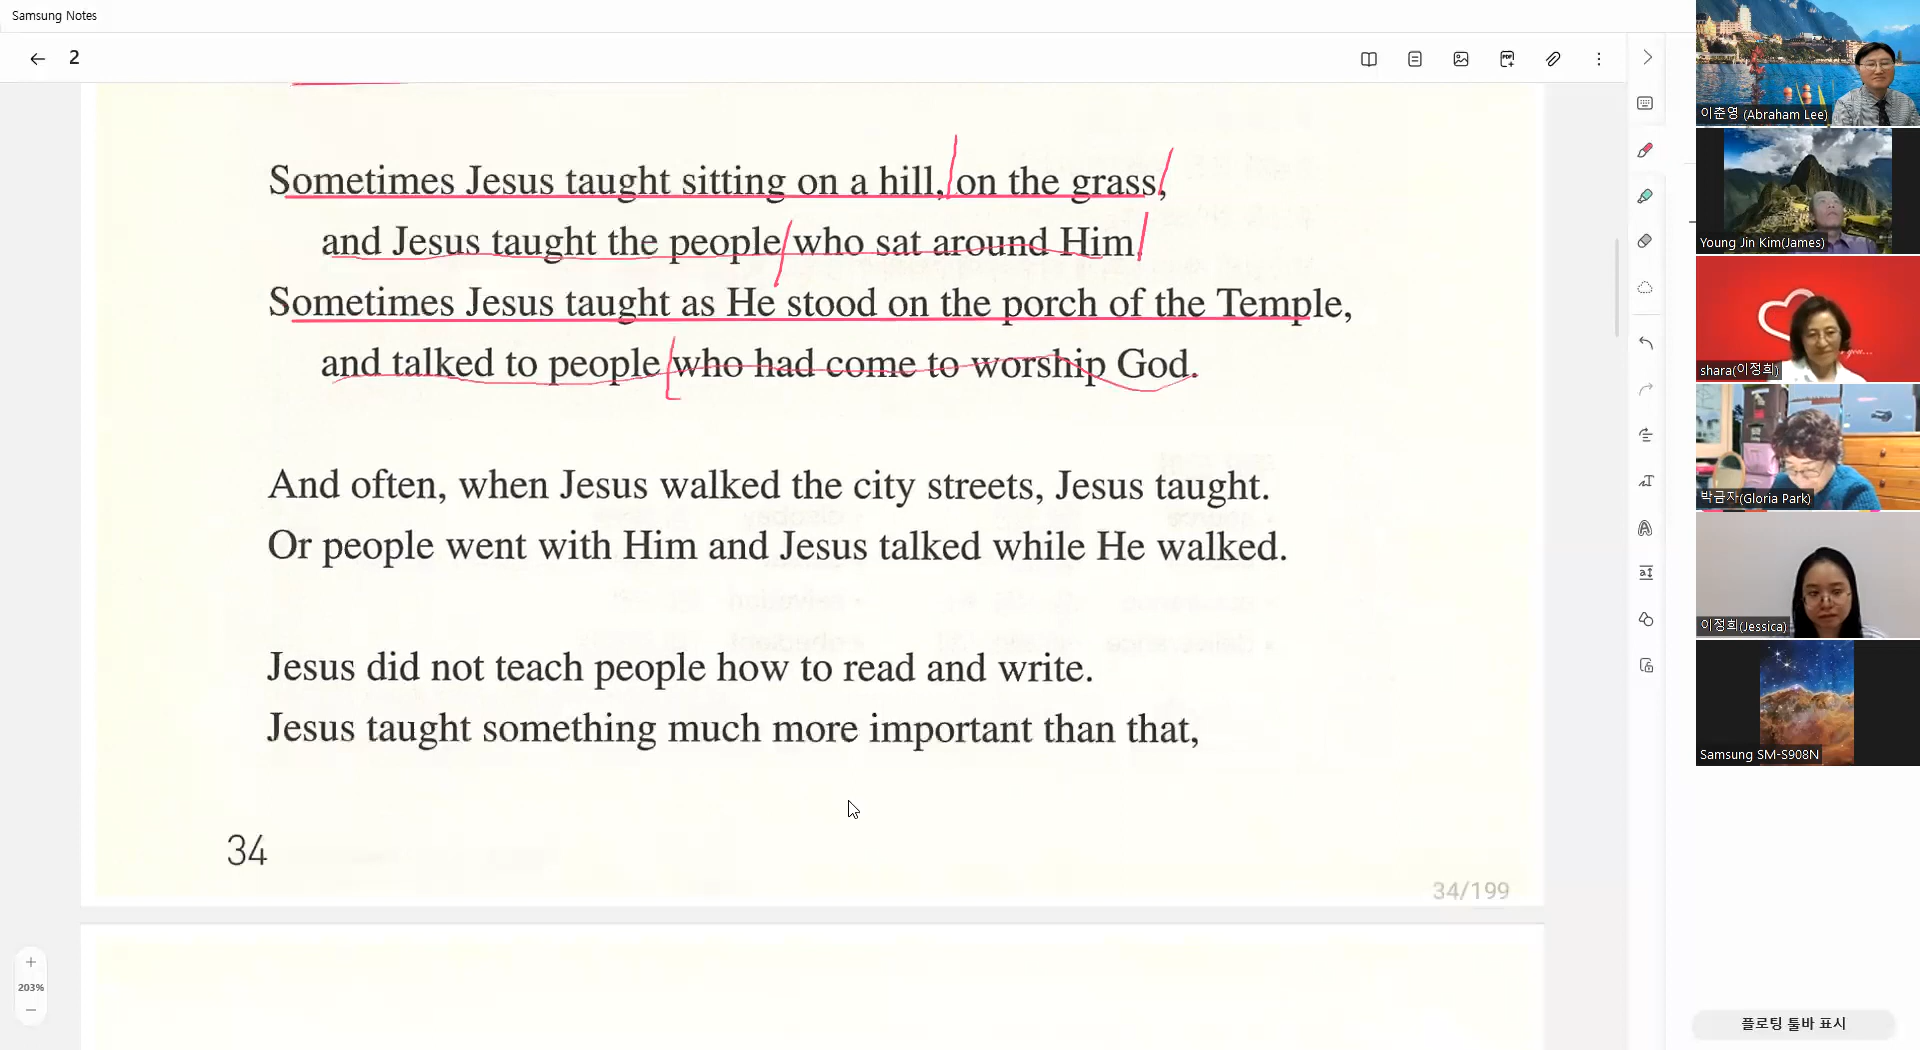 Samsung Notes
2
Sometimes Jesus taught sitting on a hill, on the grass,
and Jesus taught the people who sat around Him.
Sometimes Jesus taught as He stood on the porch of the Temple,
and talked to people who had come to worship God.
And often, when Jesus walked the city streets, Jesus taught.
Or people went with Him and Jesus talked while He walked.
Jesus did not teach people how to read and write.
Jesus taught something much more important than that,
34
34/199
203%
이춘영 (Abraham Lee)
Young Jin Kim(James)
shara(이정희)
박금자(Gloria Park)
이정희(Jessica)
Samsung SM-S908N
플로팅 툴바 표시